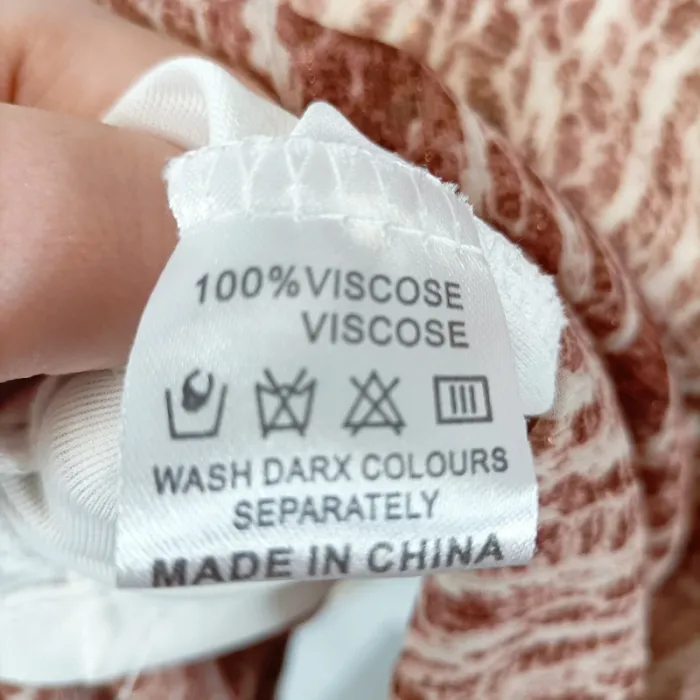 100%VISCOSE
VISCOSE
WASH DARX COLOURS
SEPARATELY
MADE IN CHINA